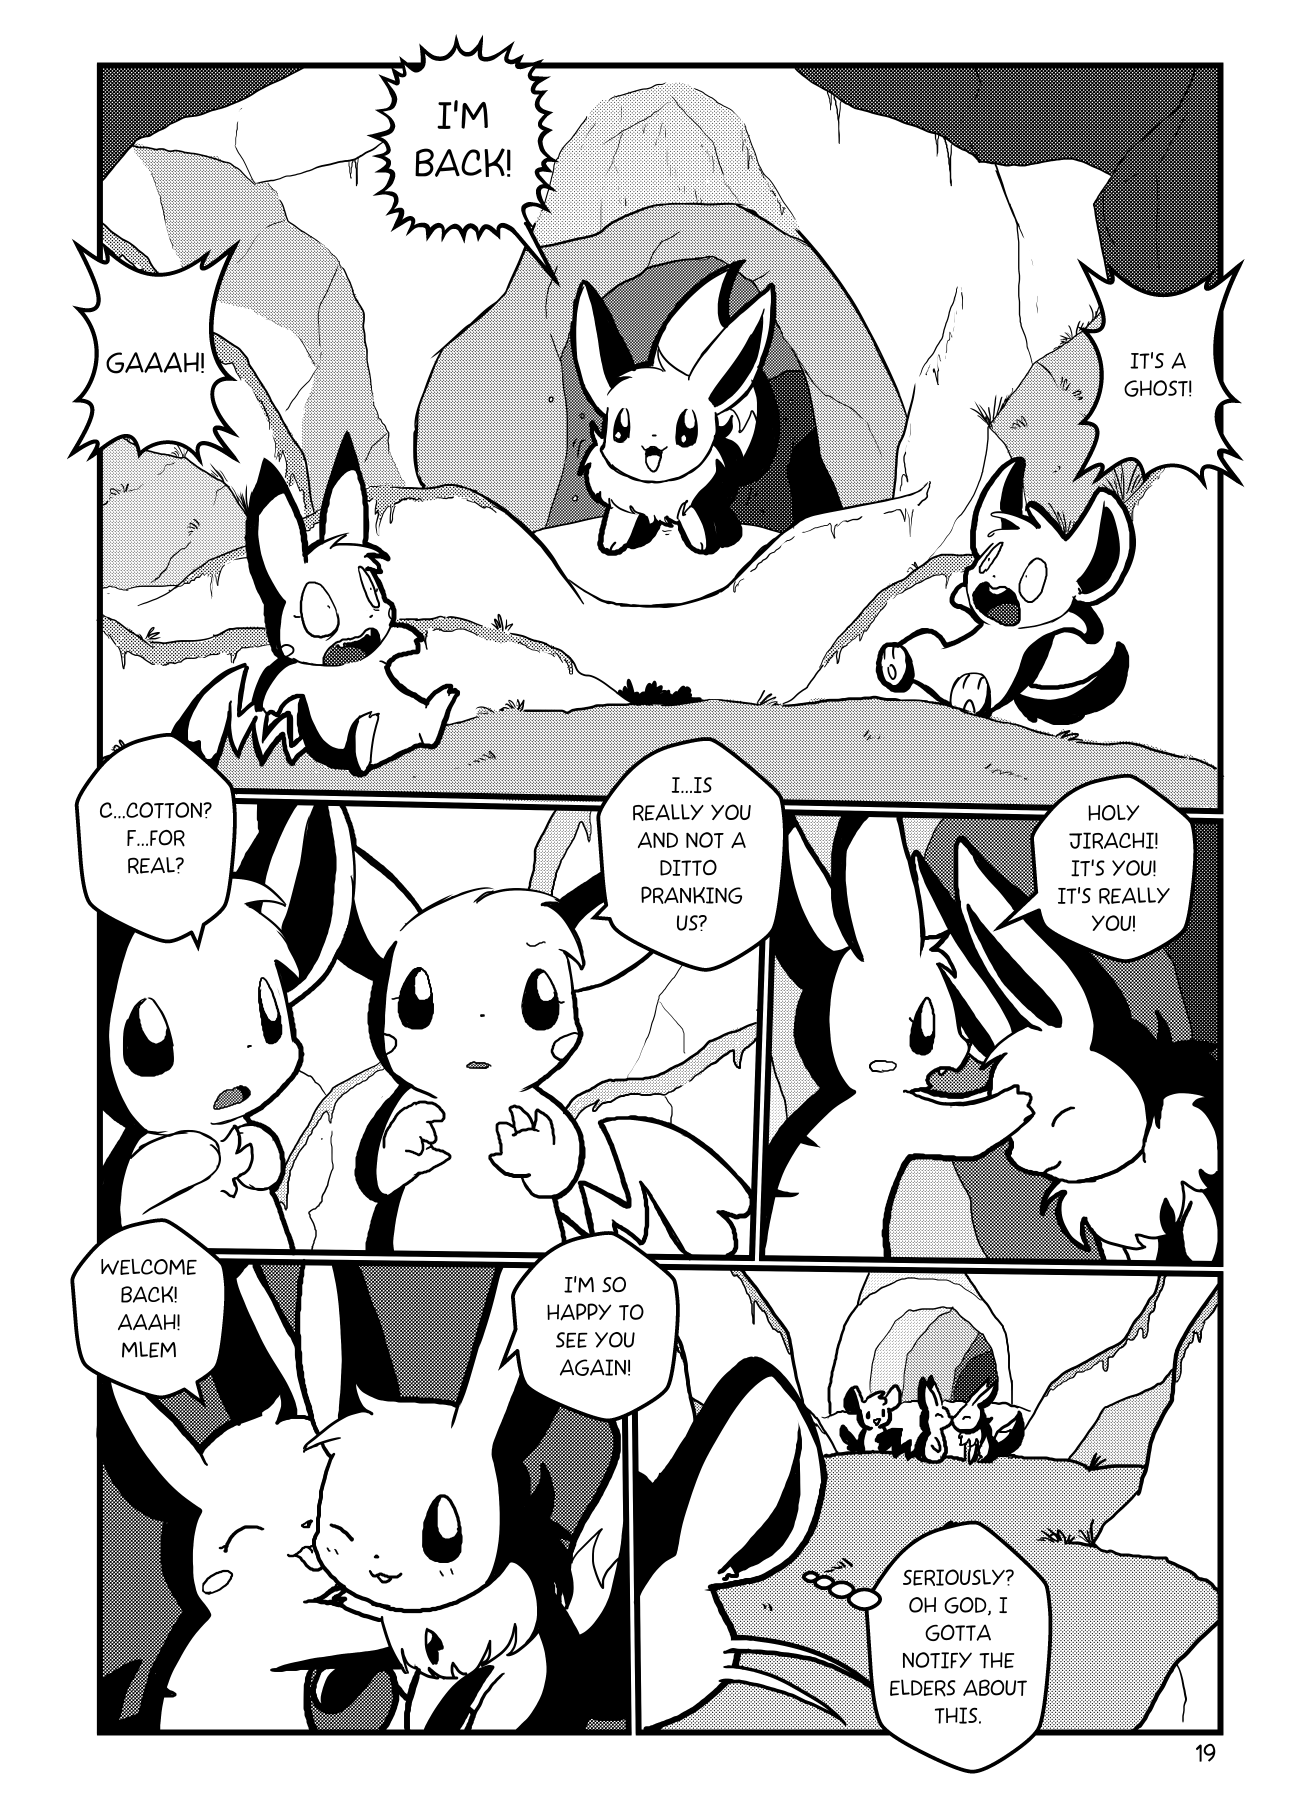 I'M
BACK!
GAAAH!
IT'S A
GHOST!
C...COTTON?
F...FOR
REAL?
I...IS
REALLY YOU
AND NOT A
DITTO
PRANKING
US?
HOLY
JIRACHI!
IT'S YOU!
IT'S REALLY
YOU!
WELCOME
BACK!
AAAH!
MLEM
I'M SO
HAPPY TO
SEE YOU
AGAIN!
SERIOUSLY?
OH GOD, I
GOTTA
NOTIFY THE
ELDERS ABOUT
THIS.
19